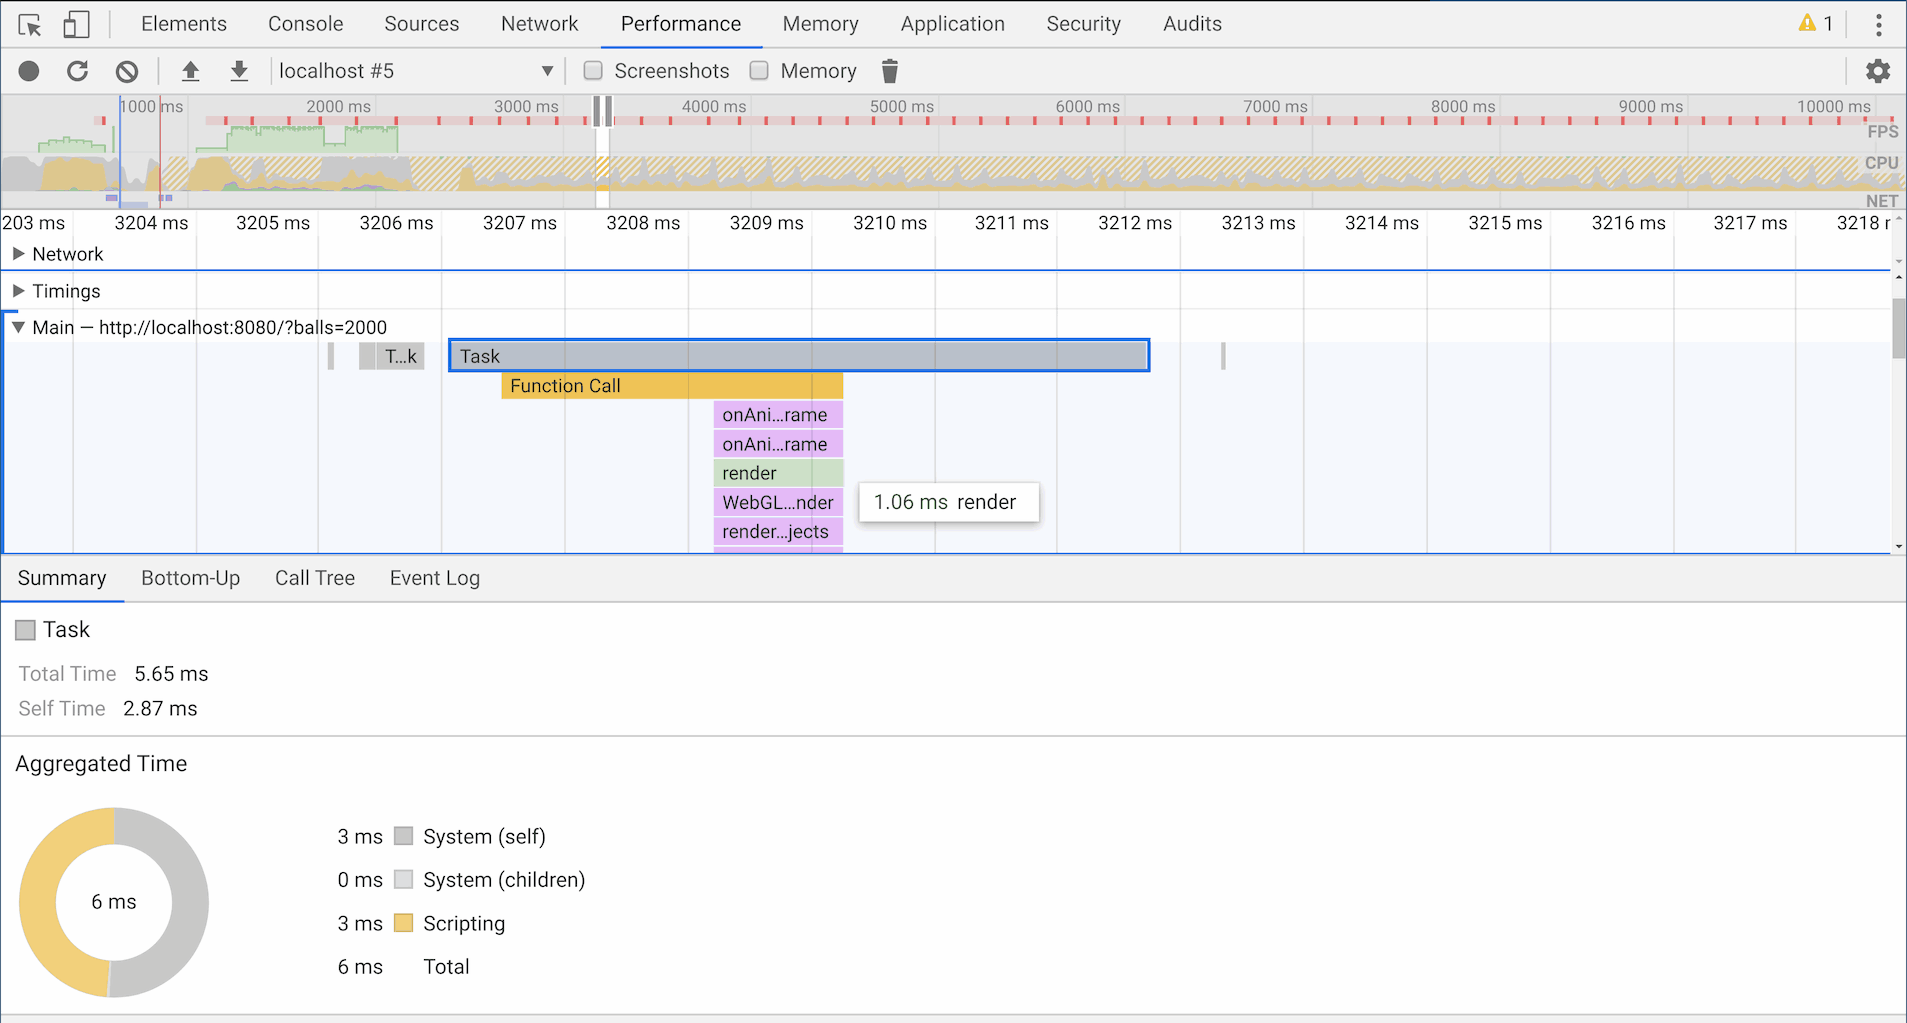 Elements Console Sources Network Performance Memory Application Security Audits 1
localhost #5 Screenshots Memory
1000 ms 2000 ms 3000 ms 4000 ms 5000 ms 6000 ms 7000 ms 8000 ms 9000 ms 10000 ms
FPS
CPU
NET
203 ms 3204 ms 3205 ms 3206 ms 3207 ms 3208 ms 3209 ms 3210 ms 3211 ms 3212 ms 3213 ms 3214 ms 3215 ms 3216 ms 3217 ms 3218 r
Network
Timings
Main — http://localhost:8080/?balls=2000
T...k Task
Function Call
onAni...rame
onAni...rame
render
WebGL...nder 1.06 ms render
render...jects
Summary Bottom-Up Call Tree Event Log
Task
Total Time 5.65 ms
Self Time 2.87 ms
Aggregated Time
3 ms System (self)
0 ms System (children)
6 ms
3 ms Scripting
6 ms Total